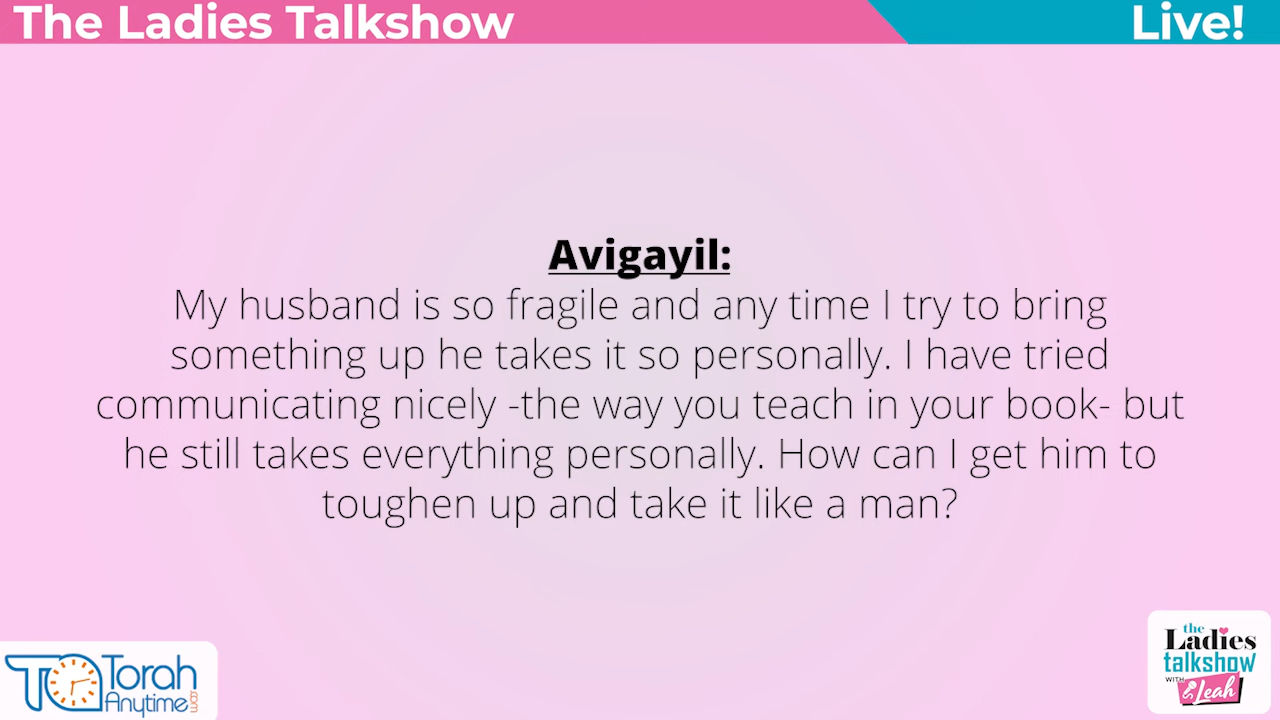 The Ladies Talkshow
Live!
Avigayil:
My husband is so fragile and any time I try to bring
something up he takes it so personally. I have tried
communicating nicely -the way you teach in your book- but
he still takes everything personally. How can I get him to
toughen up and take it like a man?
Torah
Anytime
.com
the
Ladies
talkshow
WITH
Leah